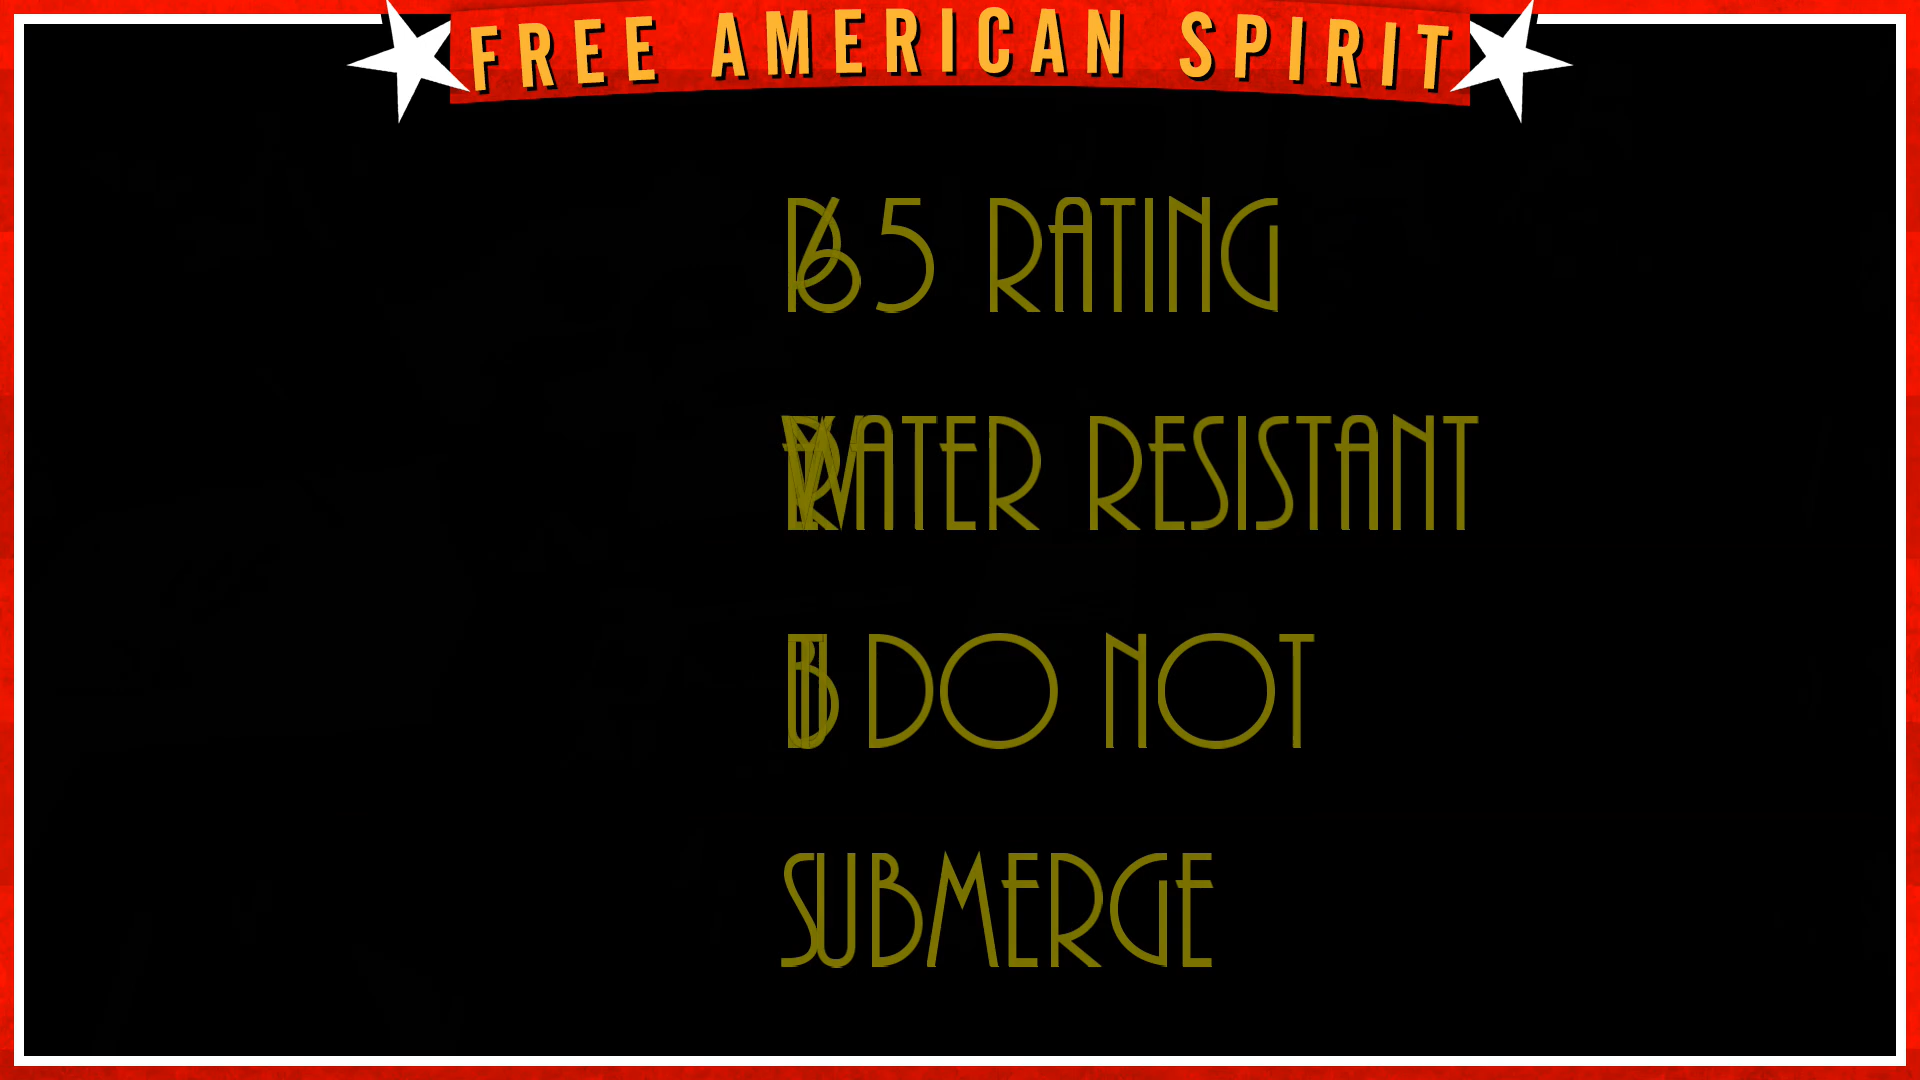 FREE AMERICAN SPIRIT
65 RATING
WATER RESISTANT
DO NOT
SUBMERGE